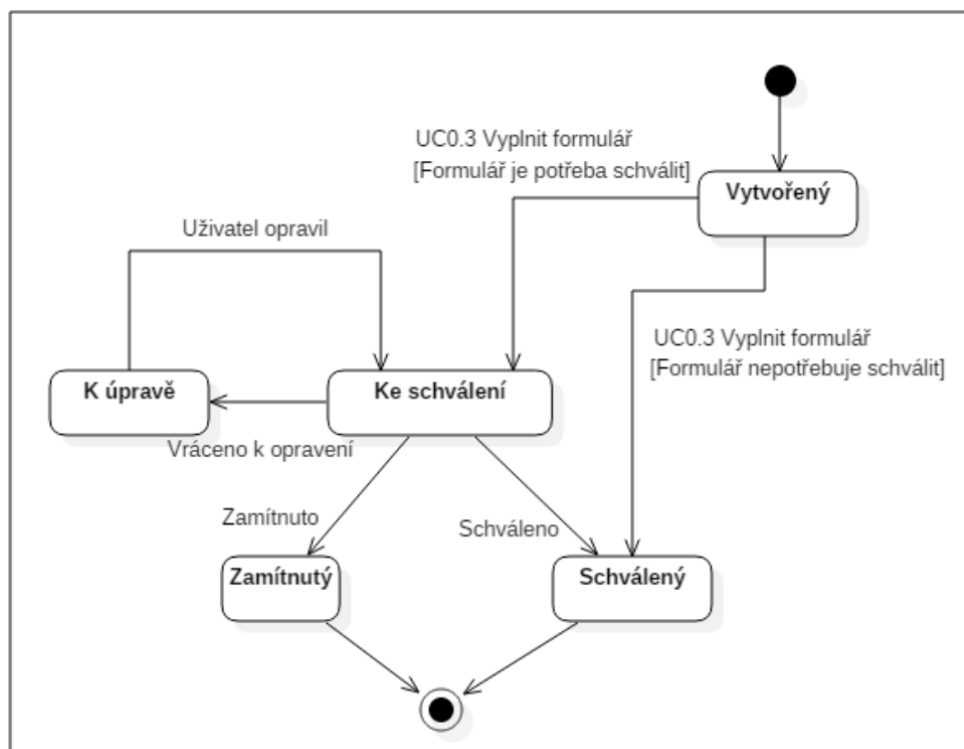 UC0.3 Vyplnit formulář
[Formulář je potřeba schválit]
Vytvořený
Uživatel opravil
UC0.3 Vyplnit formulář
[Formulář nepotřebuje schválit]
K úpravě
Ke schválení
Vráceno k opravení
Zamítnuto
Schváleno
Zamítnutý
Schválený